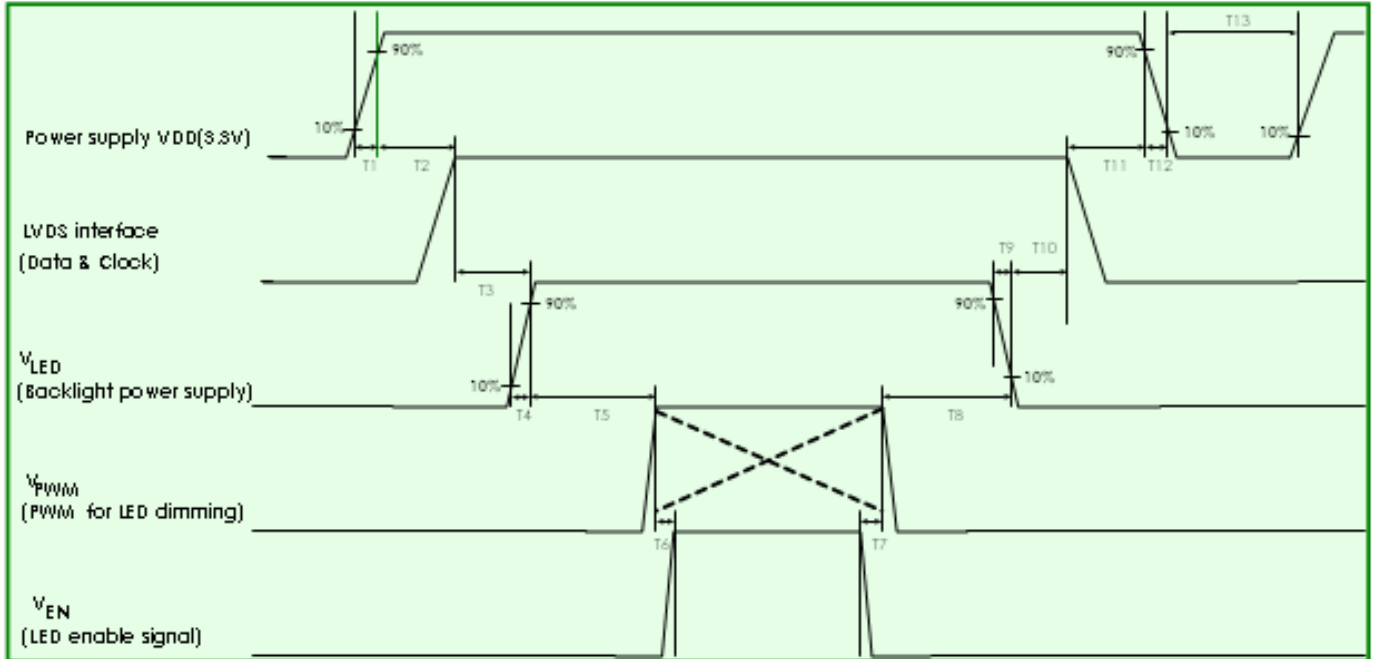 T13
90%
90%
Power supply VDD(3.3V)
10%
10%
10%
T1
T2
T11
T12
LVDS interface
(Data & Clock)
T9
T10
T3
90%
90%
VLED
(Backlight power supply)
10%
10%
T4
T5
T8
VPWM
(PWM for LED dimming)
T6
T7
VEN
(LED enable signal)